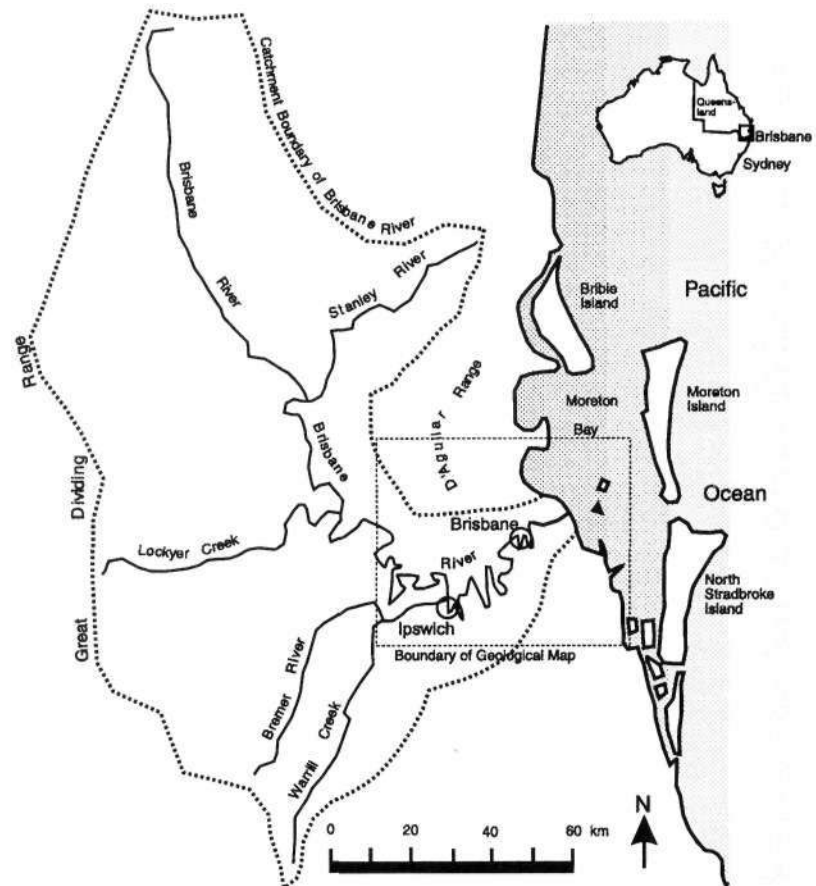 Catchment Boundary of Brisbane River
Queens-
land
Brisbane
Sydney
Brisbane
River
Stanley River
Bribie
Island
Pacific
Range
D'Aguilar Range
Moreton
Bay
Moreton
Island
Brisbane
Ocean
Dividing
Brisbane
Lockyer Creek
River
North
Stradbroke
Island
Ipswich
Great
Boundary of Geological Map
Bremer River
Warrill Creek
N
0 20 40 60 km